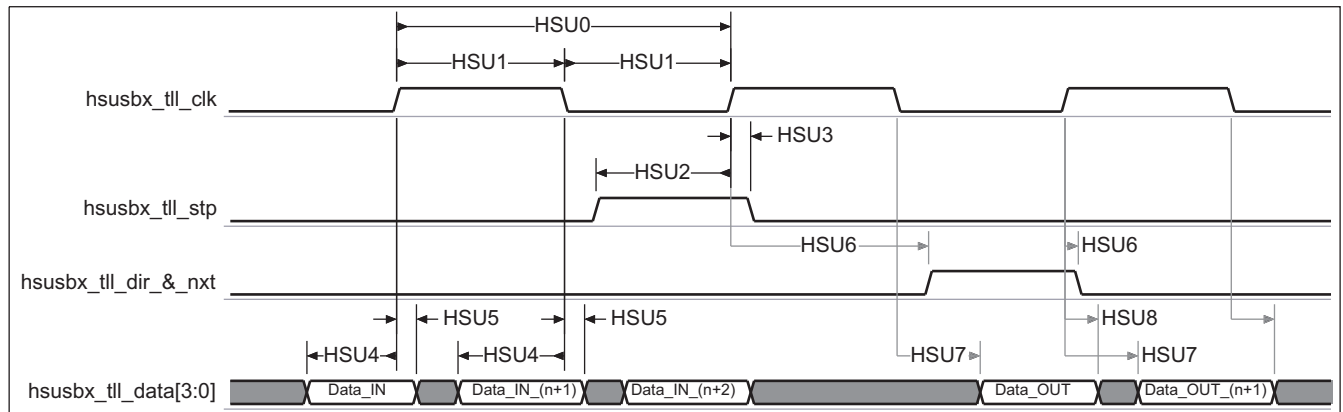 HSU0
HSU1 HSU1
hsusbx_tll_clk
HSU3
HSU2
hsusbx_tll_stp
HSU6 HSU6
hsusbx_tll_dir_&_nxt
HSU5 HSU5 HSU8
HSU4 HSU4 HSU7 HSU7
hsusbx_tll_data[3:0] Data_IN Data_IN_(n+1) Data_IN_(n+2) Data_OUT Data_OUT_(n+1)